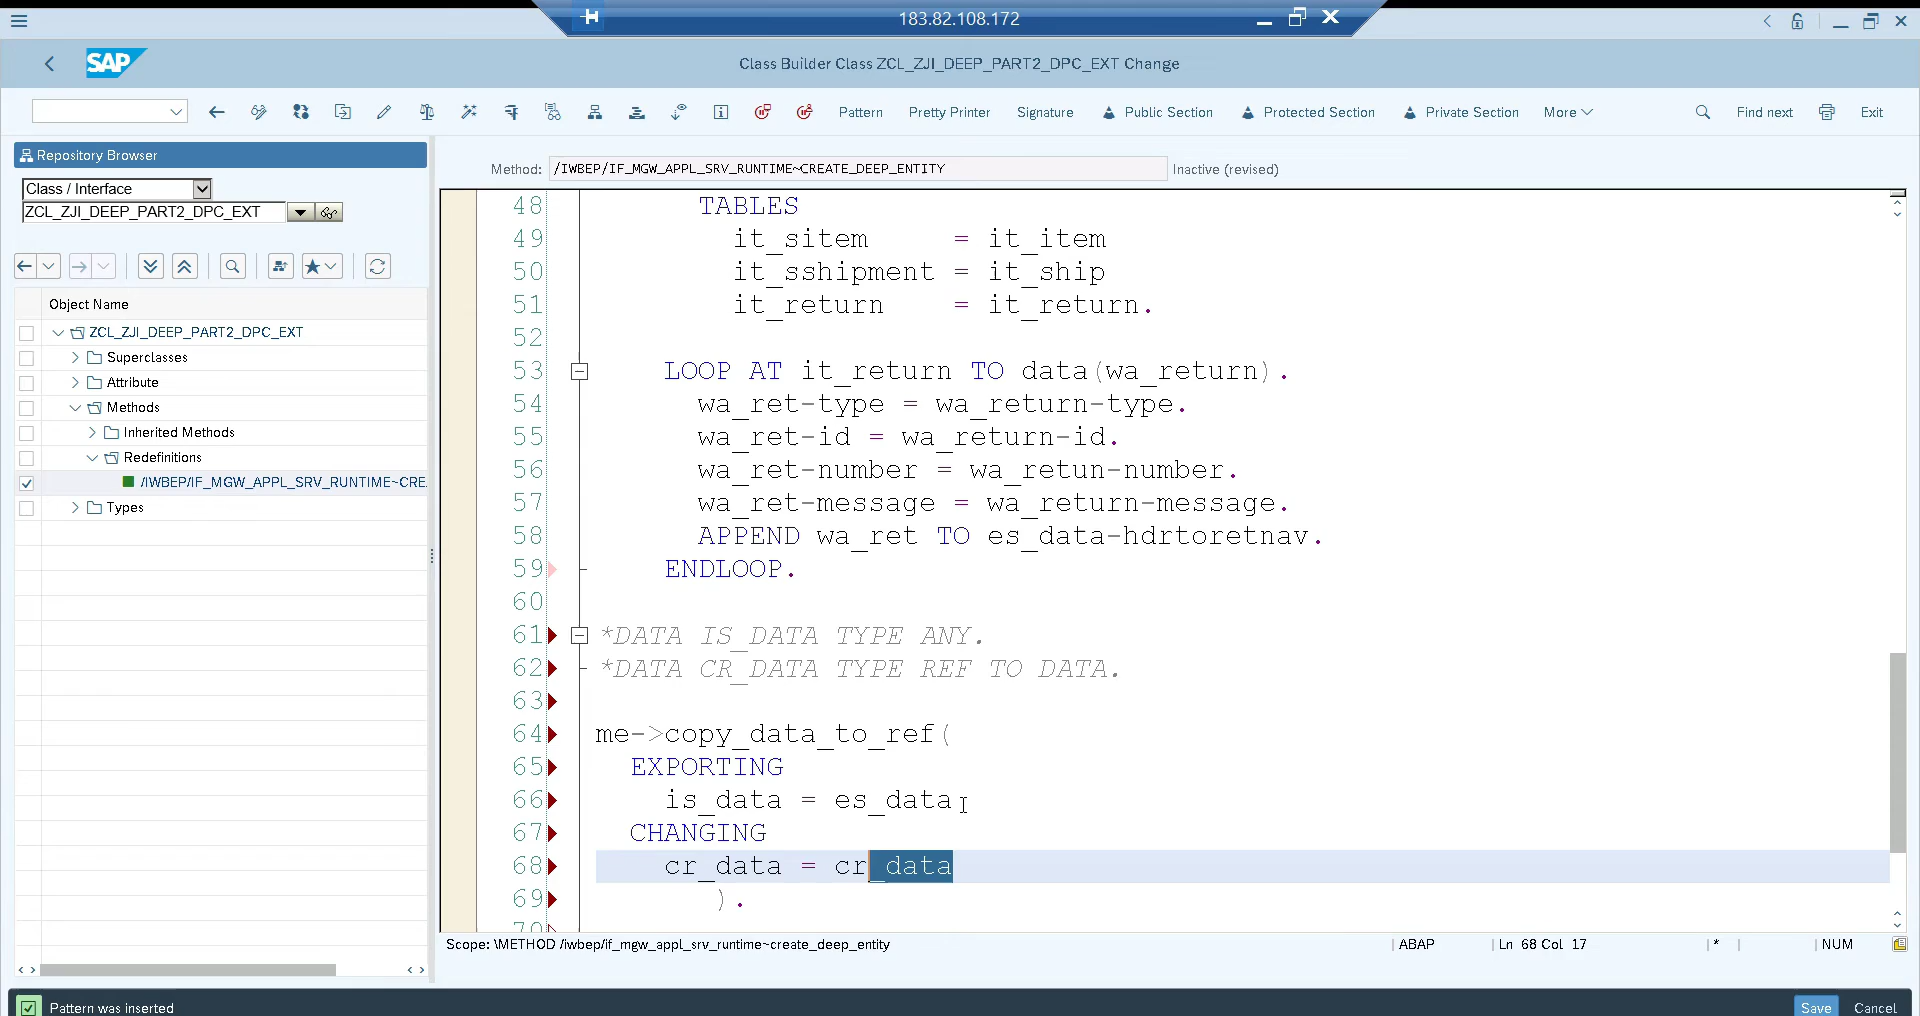 183.82.108.172
SAP
Class Builder Class ZCL_ZJI_DEEP_PART2_DPC_EXT Change
Pattern
Pretty Printer
Signature
Public Section
Protected Section
Private Section
More
Find next
Exit
Repository Browser
Class / Interface
ZCL_ZJI_DEEP_PART2_DPC_EXT
Object Name
ZCL_ZJI_DEEP_PART2_DPC_EXT
Superclasses
Attribute
Methods
Inherited Methods
Redefinitions
/IWBEP/IF_MGW_APPL_SRV_RUNTIME~CRE
Types
Method: /IWBEP/IF_MGW_APPL_SRV_RUNTIME~CREATE_DEEP_ENTITY Inactive (revised)
48 TABLES
49 it_sitem = it_item
50 it_sshipment = it_ship
51 it_return = it_return.
52
53 LOOP AT it_return TO data(wa_return).
54 wa_ret-type = wa_return-type.
55 wa_ret-id = wa_return-id.
56 wa_ret-number = wa_retun-number.
57 wa_ret-message = wa_return-message.
58 APPEND wa_ret TO es_data-hdrtoretnav.
59 ENDLOOP.
60
61 *DATA IS_DATA TYPE ANY.
62 *DATA CR_DATA TYPE REF TO DATA.
63
64 me->copy_data_to_ref(
65 EXPORTING
66 is_data = es_data
67 CHANGING
68 cr_data = cr_data
69 ).
70
Scope: \METHOD /iwbep/if_mgw_appl_srv_runtime~create_deep_entity
ABAP
Ln 68 Col 17
*
NUM
Pattern was inserted
Save
Cancel